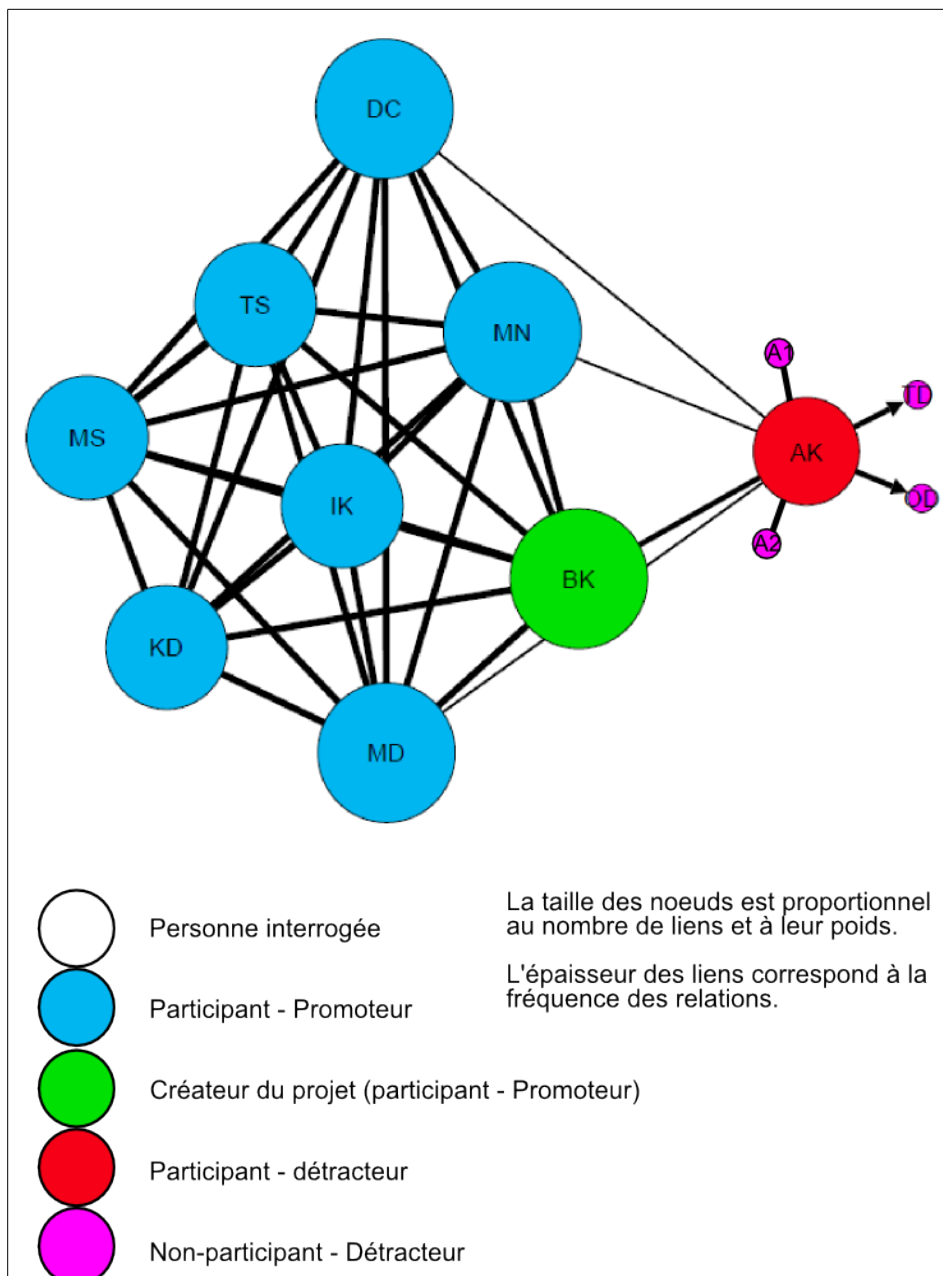 DC
TS
MN
A1
TD
MS
AK
IK
OD
A2
BK
KD
MD
Personne interrogée
Participant - Promoteur
Créateur du projet (participant - Promoteur)
Participant - détracteur
Non-participant - Détracteur
La taille des noeuds est proportionnel
au nombre de liens et à leur poids.
L'épaisseur des liens correspond à la
fréquence des relations.